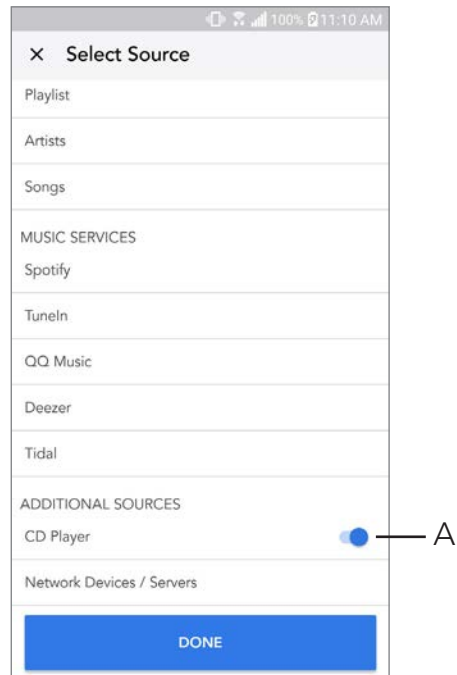 100% 11:10 AM
× Select Source
Playlist
Artists
Songs
MUSIC SERVICES
Spotify
TuneIn
QQ Music
Deezer
Tidal
ADDITIONAL SOURCES
CD Player
A
Network Devices / Servers
DONE